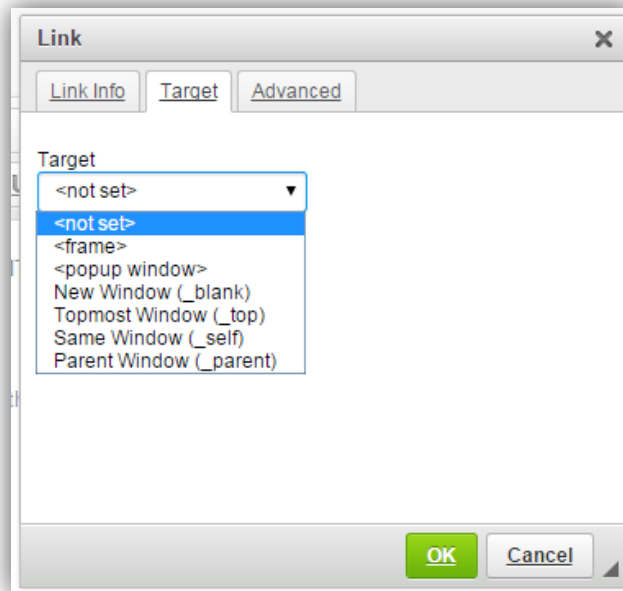 Link
Link Info Target Advanced
Target
<not set>
<not set>
<frame>
<popup window>
New Window (_blank)
Topmost Window (_top)
Same Window (_self)
Parent Window (_parent)
OK Cancel